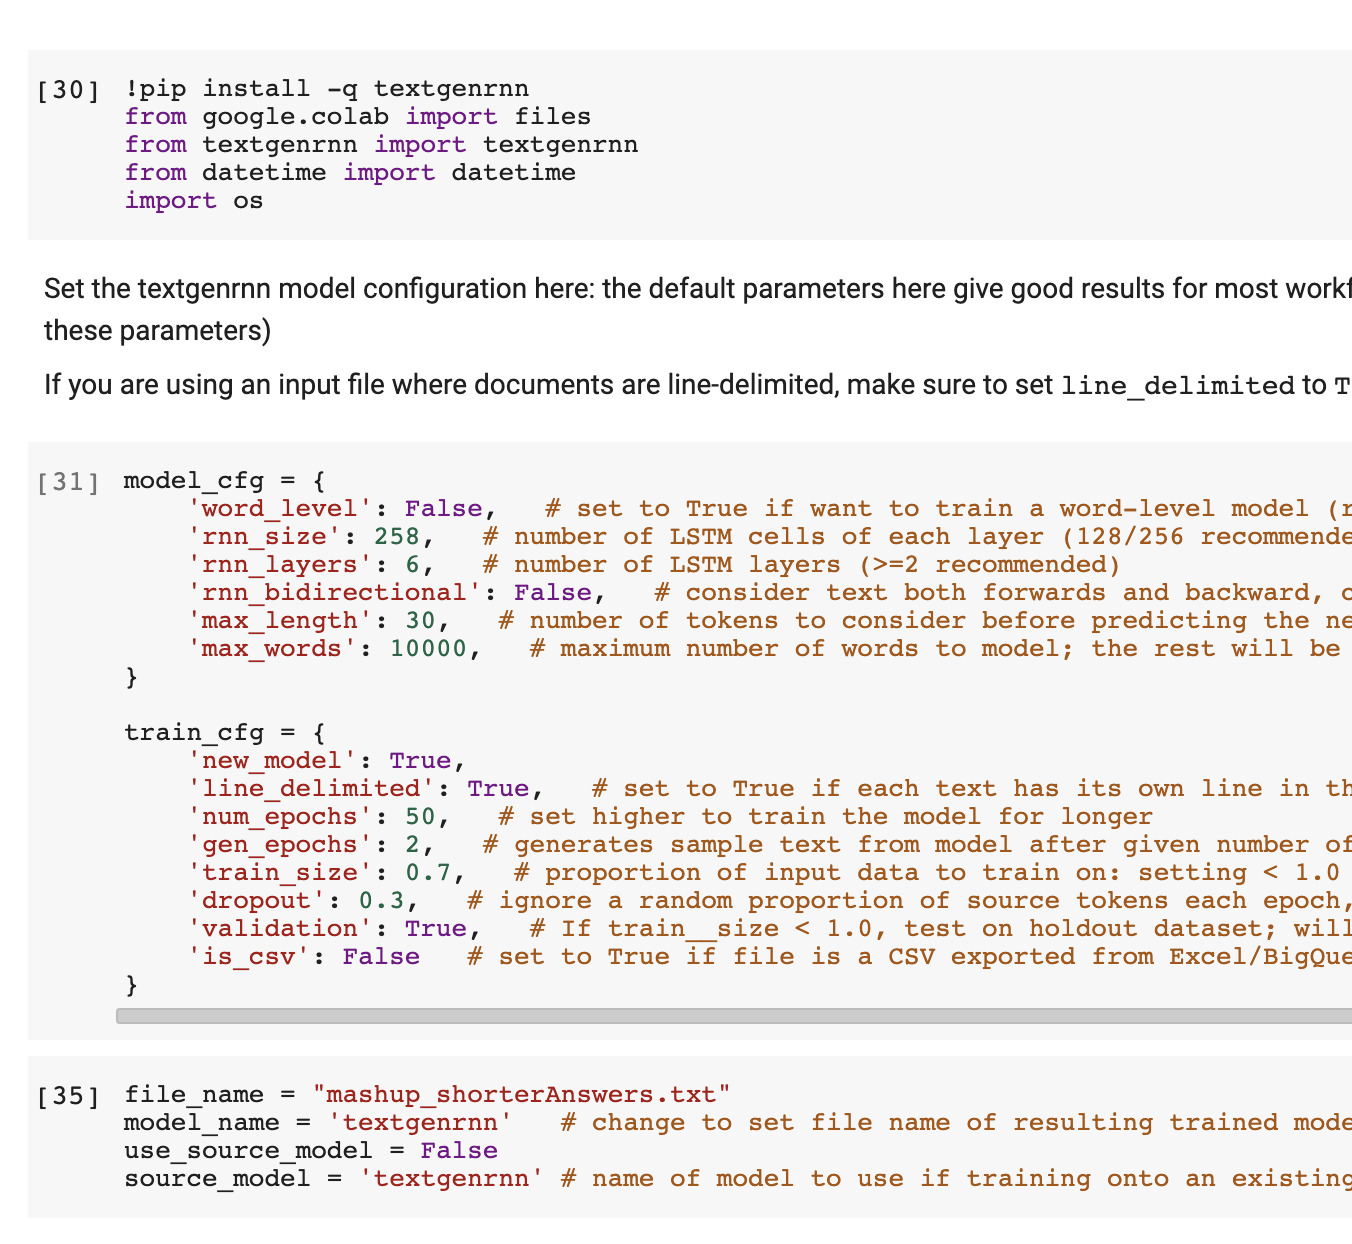 [30] !pip install -q textgenrnn
from google.colab import files
from textgenrnn import textgenrnn
from datetime import datetime
import os
Set the textgenrnn model configuration here: the default parameters here give good results for most workf
these parameters)
If you are using an input file where documents are line-delimited, make sure to set line_delimited to T
[31] model_cfg = {
    'word_level': False,   # set to True if want to train a word-level model (r
    'rnn_size': 258,   # number of LSTM cells of each layer (128/256 recommende
    'rnn_layers': 6,   # number of LSTM layers (>=2 recommended)
    'rnn_bidirectional': False,   # consider text both forwards and backward, c
    'max_length': 30,   # number of tokens to consider before predicting the ne
    'max_words': 10000,   # maximum number of words to model; the rest will be
}
train_cfg = {
    'new_model': True,
    'line_delimited': True,   # set to True if each text has its own line in th
    'num_epochs': 50,   # set higher to train the model for longer
    'gen_epochs': 2,   # generates sample text from model after given number of
    'train_size': 0.7,   # proportion of input data to train on: setting < 1.0
    'dropout': 0.3,   # ignore a random proportion of source tokens each epoch,
    'validation': True,   # If train__size < 1.0, test on holdout dataset; will
    'is_csv': False   # set to True if file is a CSV exported from Excel/BigQue
}
[35] file_name = "mashup_shorterAnswers.txt"
model_name = 'textgenrnn'   # change to set file name of resulting trained mode
use_source_model = False
source_model = 'textgenrnn' # name of model to use if training onto an existing